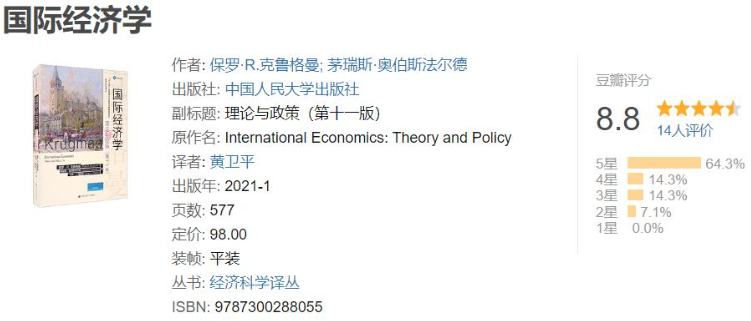 国际经济学
国际经济学
Krugman
作者: 保罗·R.克鲁格曼; 茅瑞斯·奥伯斯法尔德
出版社: 中国人民大学出版社
副标题: 理论与政策（第十一版）
原作名: International Economics: Theory and Policy
译者: 黄卫平
出版年: 2021-1
页数: 577
定价: 98.00
装帧: 平装
丛书: 经济科学译丛
ISBN: 9787300288055
豆瓣评分
8.8
14人评价
5星 64.3%
4星 14.3%
3星 14.3%
2星 7.1%
1星 0.0%